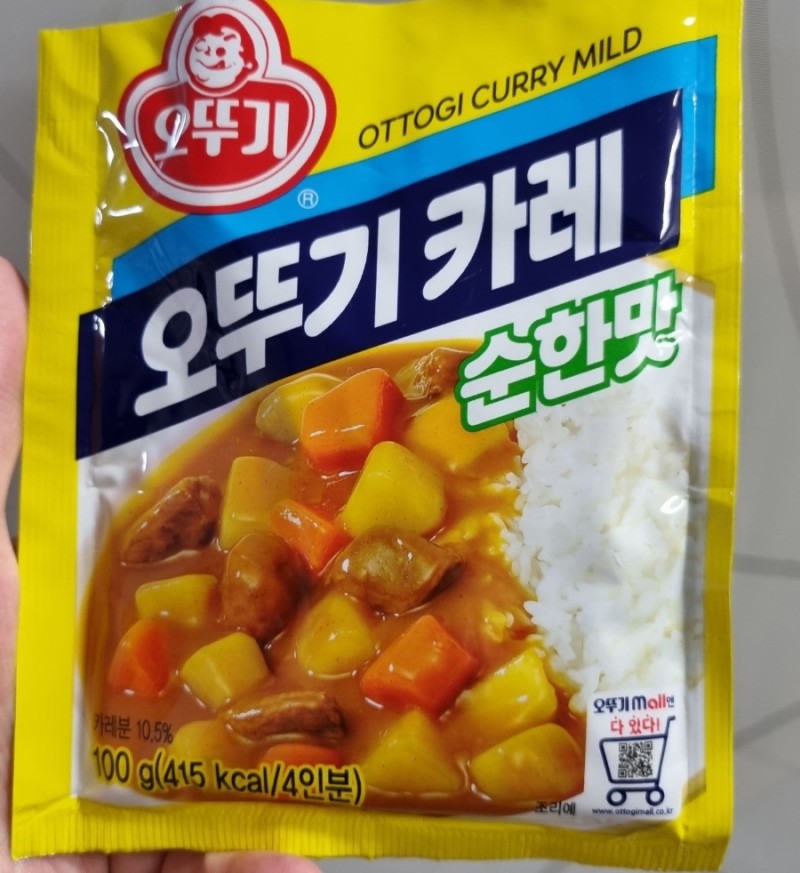 오뚜기
OTTOGI CURRY MILD
®
오뚜기 카레
순한맛
카레분 10.5%
100 g(415 kcal/4인분)
오뚜기mall엔
다 있다!
조리예
www.ottogimall.co.kr